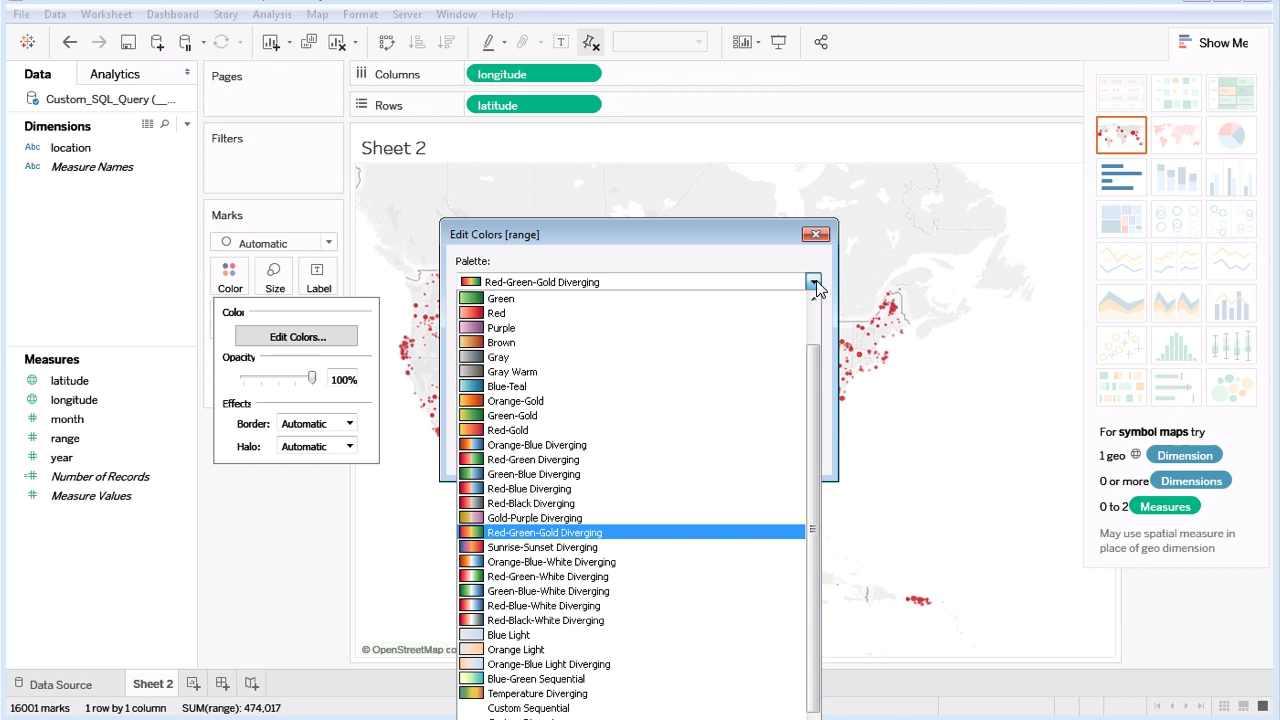 File Data Worksheet Dashboard Story Analysis Map Format Server Window Help
Show Me
Data Analytics
Custom_SQL_Query (__...
Dimensions
Abc location
Abc Measure Names
Measures
latitude
longitude
month
range
year
Number of Records
Measure Values
Pages
Filters
Marks
Automatic
Color Size Label
Color
Edit Colors...
Opacity
100%
Effects
Border: Automatic
Halo: Automatic
Columns longitude
Rows latitude
Sheet 2
Edit Colors [range]
Palette:
Red-Green-Gold Diverging
Green
Red
Purple
Brown
Gray
Gray Warm
Blue-Teal
Orange-Gold
Green-Gold
Red-Gold
Orange-Blue Diverging
Red-Green Diverging
Green-Blue Diverging
Red-Blue Diverging
Red-Black Diverging
Gold-Purple Diverging
Red-Green-Gold Diverging
Sunrise-Sunset Diverging
Orange-Blue-White Diverging
Red-Green-White Diverging
Green-Blue-White Diverging
Red-Blue-White Diverging
Red-Black-White Diverging
Blue Light
Orange Light
Orange-Blue Light Diverging
Blue-Green Sequential
Temperature Diverging
Custom Sequential
© OpenStreetMap co
For symbol maps try
1 geo Dimension
0 or more Dimensions
0 to 2 Measures
May use spatial measure in
place of geo dimension
Data Source Sheet 2
16001 marks 1 row by 1 column SUM(range): 474,017